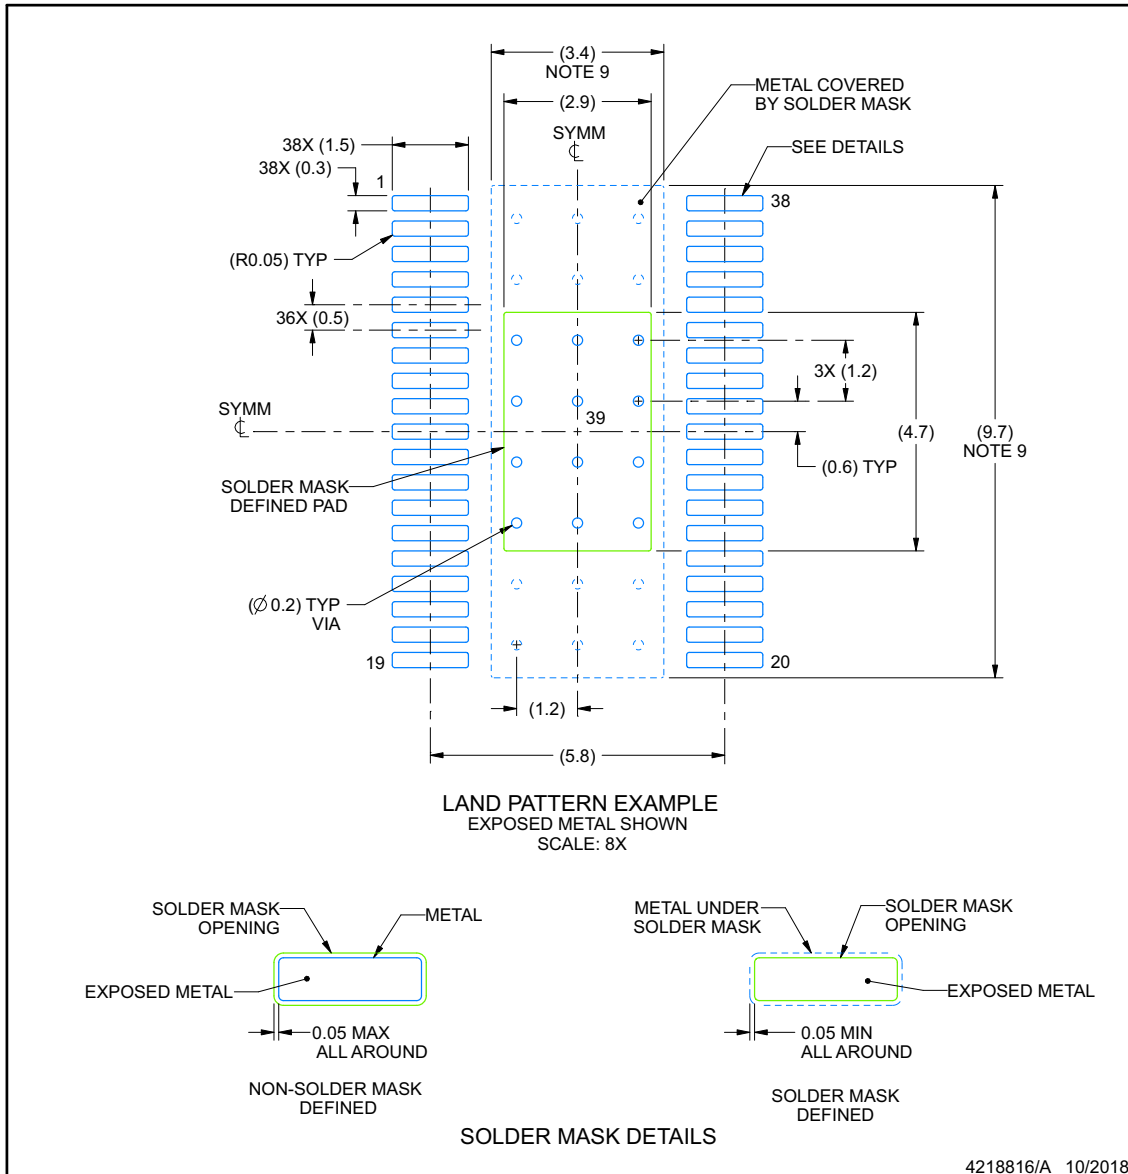 (3.4)
NOTE 9
METAL COVERED
BY SOLDER MASK
(2.9)
SYMM
38X (1.5)
SEE DETAILS
38X (0.3)
1
38
(R0.05) TYP
36X (0.5)
3X (1.2)
SYMM
39
(4.7)
(9.7)
NOTE 9
(0.6) TYP
SOLDER MASK
DEFINED PAD
(Ø 0.2) TYP
VIA
19
20
(1.2)
(5.8)
LAND PATTERN EXAMPLE
EXPOSED METAL SHOWN
SCALE: 8X
SOLDER MASK
OPENING
METAL
EXPOSED METAL
0.05 MAX
ALL AROUND
NON-SOLDER MASK
DEFINED
METAL UNDER
SOLDER MASK
SOLDER MASK
OPENING
EXPOSED METAL
0.05 MIN
ALL AROUND
SOLDER MASK
DEFINED
SOLDER MASK DETAILS
4218816/A 10/2018